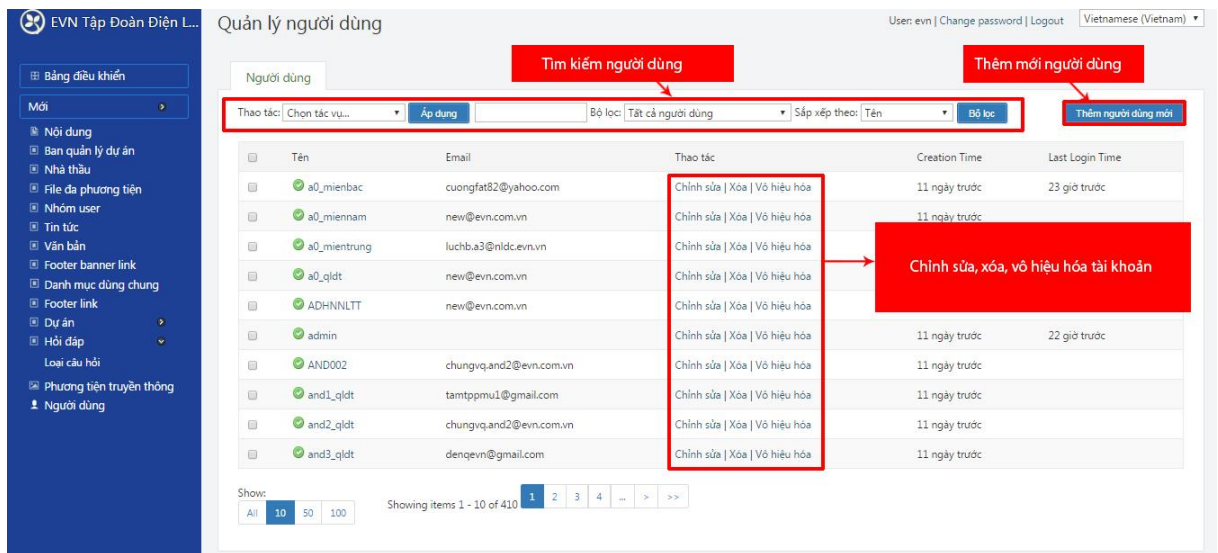 EVN Tập Đoàn Điện L...
Quản lý người dùng
User: evn | Change password | Logout
Vietnamese (Vietnam)
Bảng điều khiển
Mới
Nội dung
Ban quản lý dự án
Nhà thầu
File đa phương tiện
Nhóm user
Tin tức
Văn bản
Footer banner link
Danh mục dùng chung
Footer link
Dự án
Hỏi đáp
Loại câu hỏi
Phương tiện truyền thông
Người dùng
Người dùng
Tìm kiếm người dùng
Thêm mới người dùng
Thao tác: Chọn tác vụ... Áp dụng Bộ lọc: Tất cả người dùng Sắp xếp theo: Tên Bộ lọc Thêm người dùng mới
Tên Email Thao tác Creation Time Last Login Time
a0_mienbac cuongfat82@yahoo.com Chỉnh sửa | Xóa | Vô hiệu hóa 11 ngày trước 23 giờ trước
a0_miennam new@evn.com.vn Chỉnh sửa | Xóa | Vô hiệu hóa 11 ngày trước
a0_mientrung luchb.a3@nldc.evn.vn Chỉnh sửa | Xóa | Vô hiệu hóa
a0_qldt new@evn.com.vn Chỉnh sửa | Xóa | Vô hiệu hóa
Chỉnh sửa, xóa, vô hiệu hóa tài khoản
ADHNNLTT new@evn.com.vn Chỉnh sửa | Xóa | Vô hiệu hóa
admin Chỉnh sửa | Xóa | Vô hiệu hóa 11 ngày trước 22 giờ trước
AND002 chungvq.and2@evn.com.vn Chỉnh sửa | Xóa | Vô hiệu hóa 11 ngày trước
and1_qldt tamtppmu1@gmail.com Chỉnh sửa | Xóa | Vô hiệu hóa 11 ngày trước
and2_qldt chungvq.and2@evn.com.vn Chỉnh sửa | Xóa | Vô hiệu hóa 11 ngày trước
and3_qldt denqevn@gmail.com Chỉnh sửa | Xóa | Vô hiệu hóa 11 ngày trước
Show:
All 10 50 100
Showing items 1 - 10 of 410 1 2 3 4 ... > >>